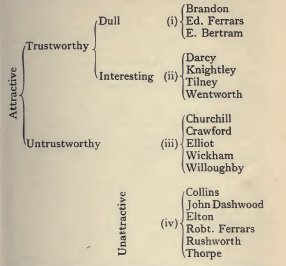 Attractive
Trustworthy
Dull
(i)
Brandon
Ed. Ferrars
E. Bertram
Interesting
(ii)
Darcy
Knightley
Tilney
Wentworth
Untrustworthy
(iii)
Churchill
Crawford
Elliot
Wickham
Willoughby
Unattractive
(iv)
Collins
John Dashwood
Elton
Robt. Ferrars
Rushworth
Thorpe